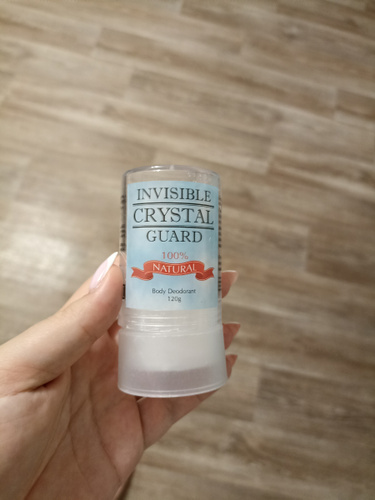 INVISIBLE
CRYSTAL
GUARD
100%
NATURAL
Body Deodorant
120g